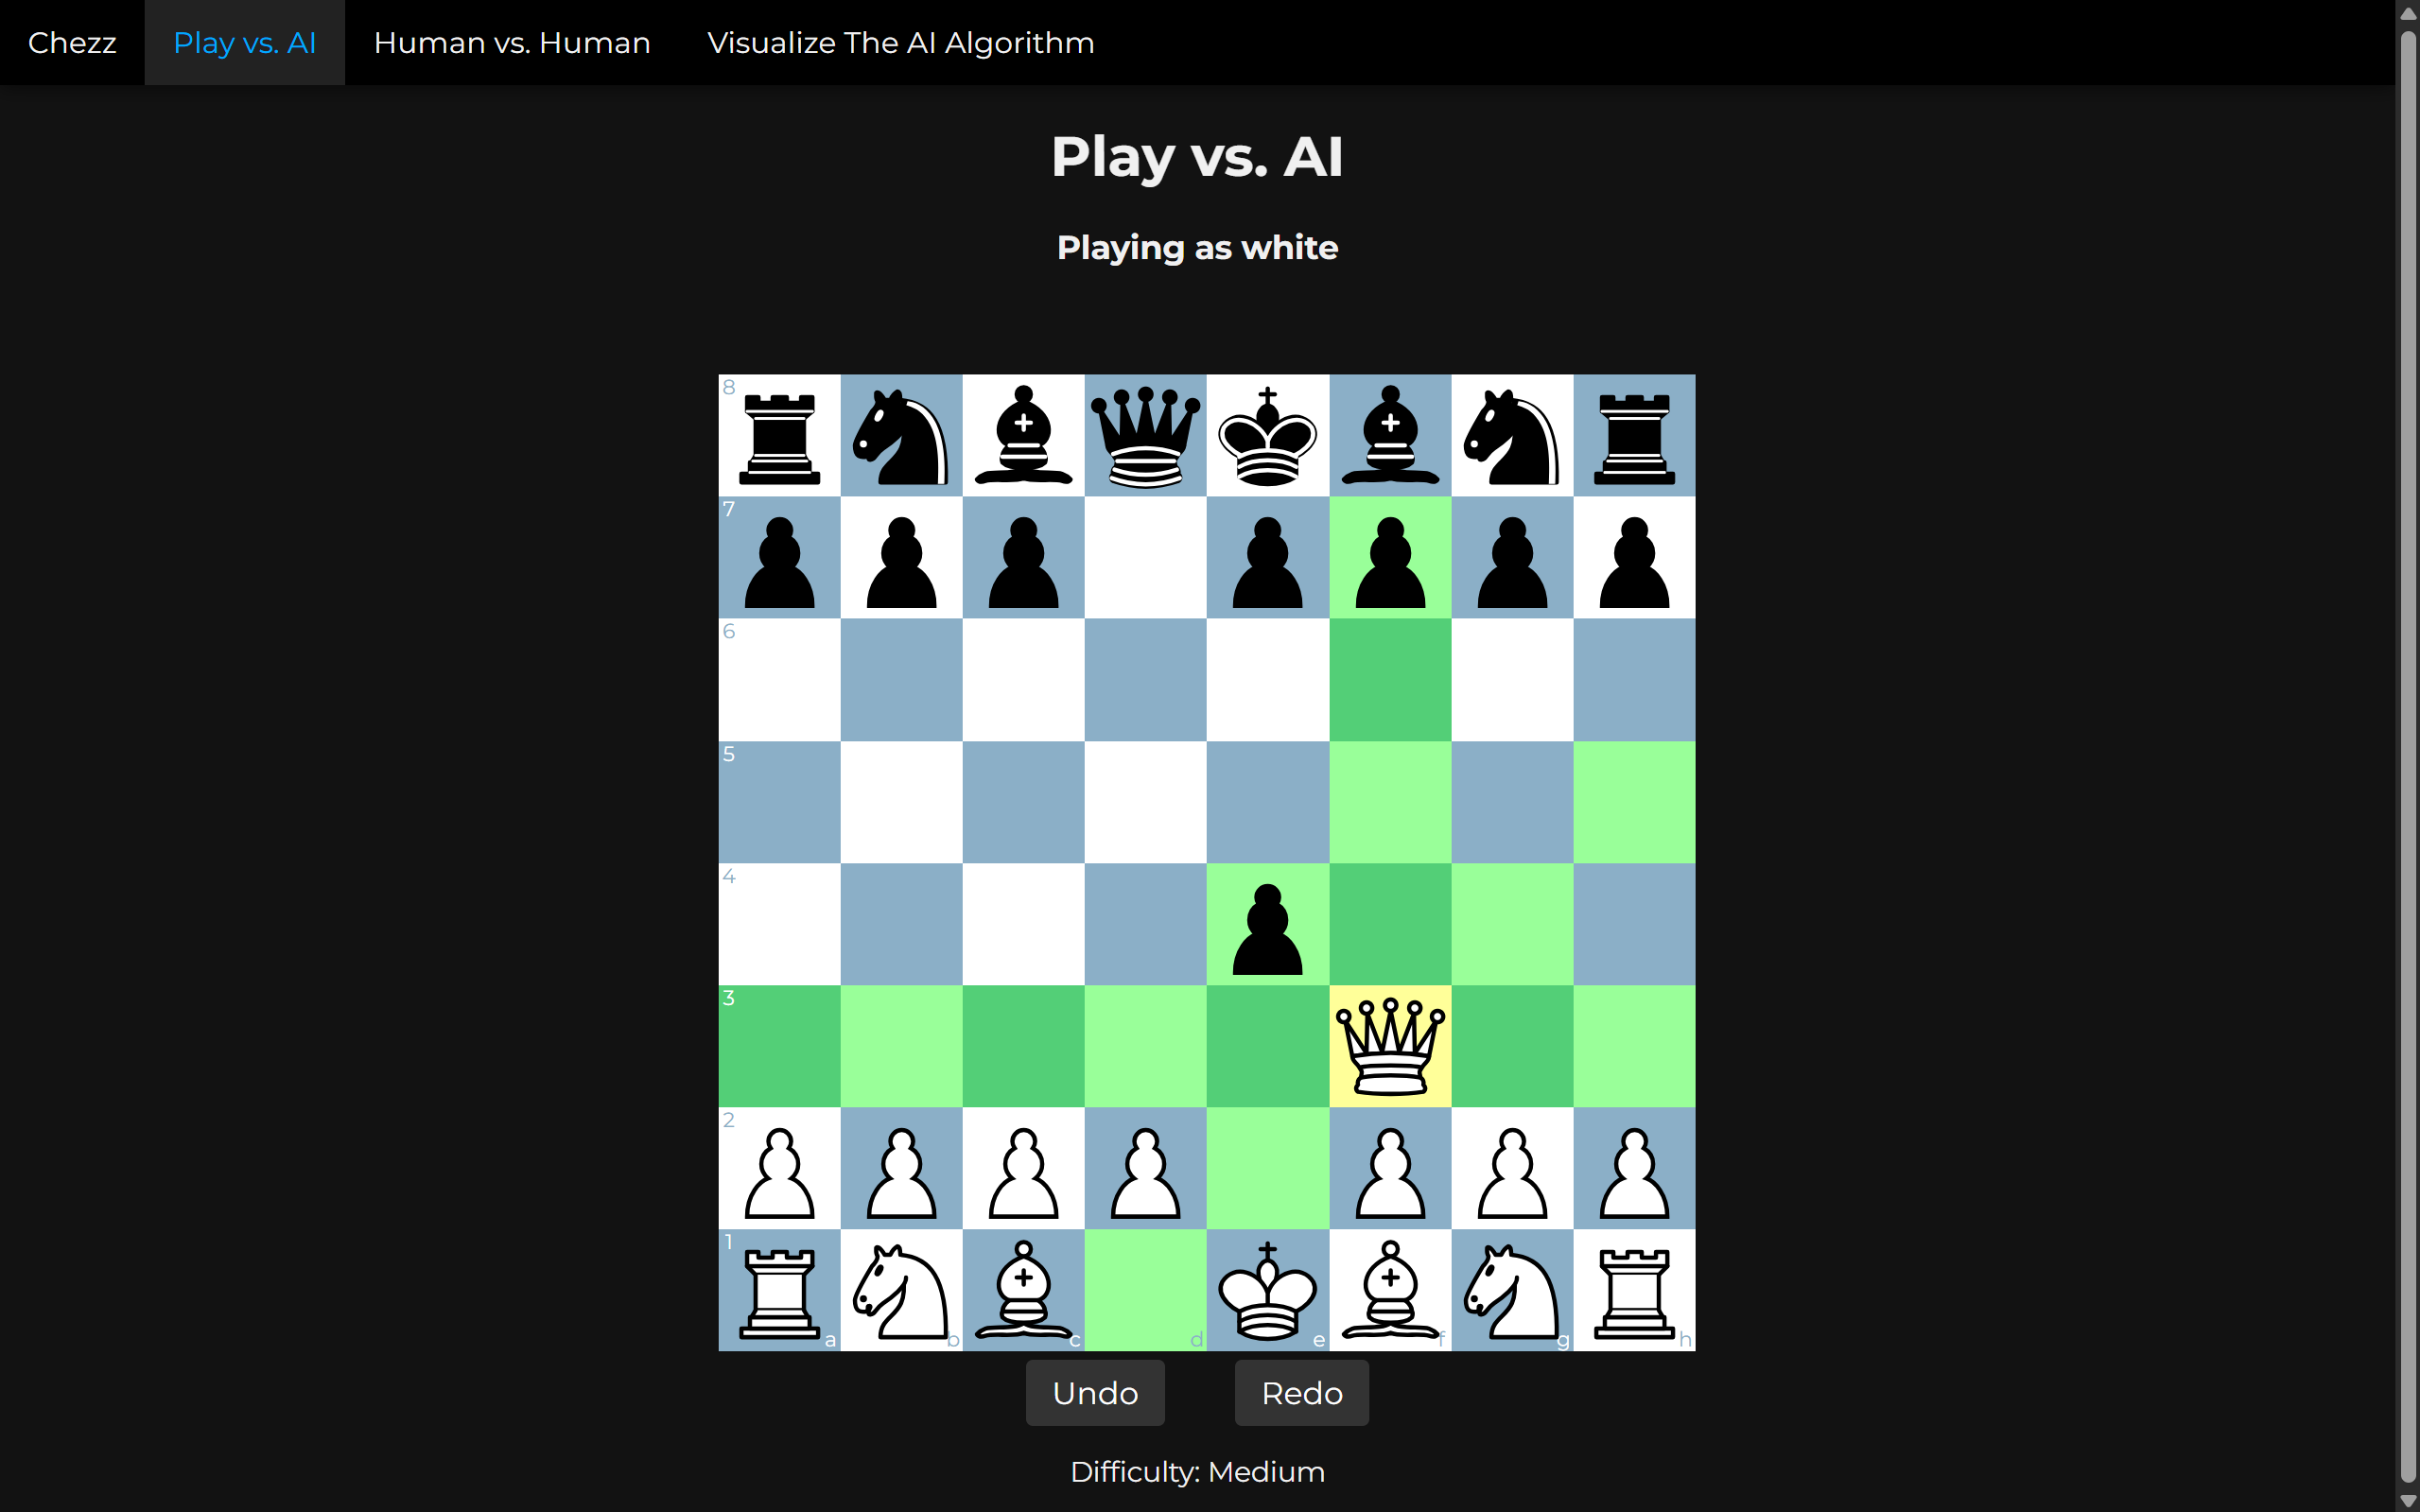 Chezz Play vs. AI Human vs. Human Visualize The AI Algorithm
Play vs. AI
Playing as white
8
7
6
5
4
3
2
1
a b c d e f g h
Undo Redo
Difficulty: Medium